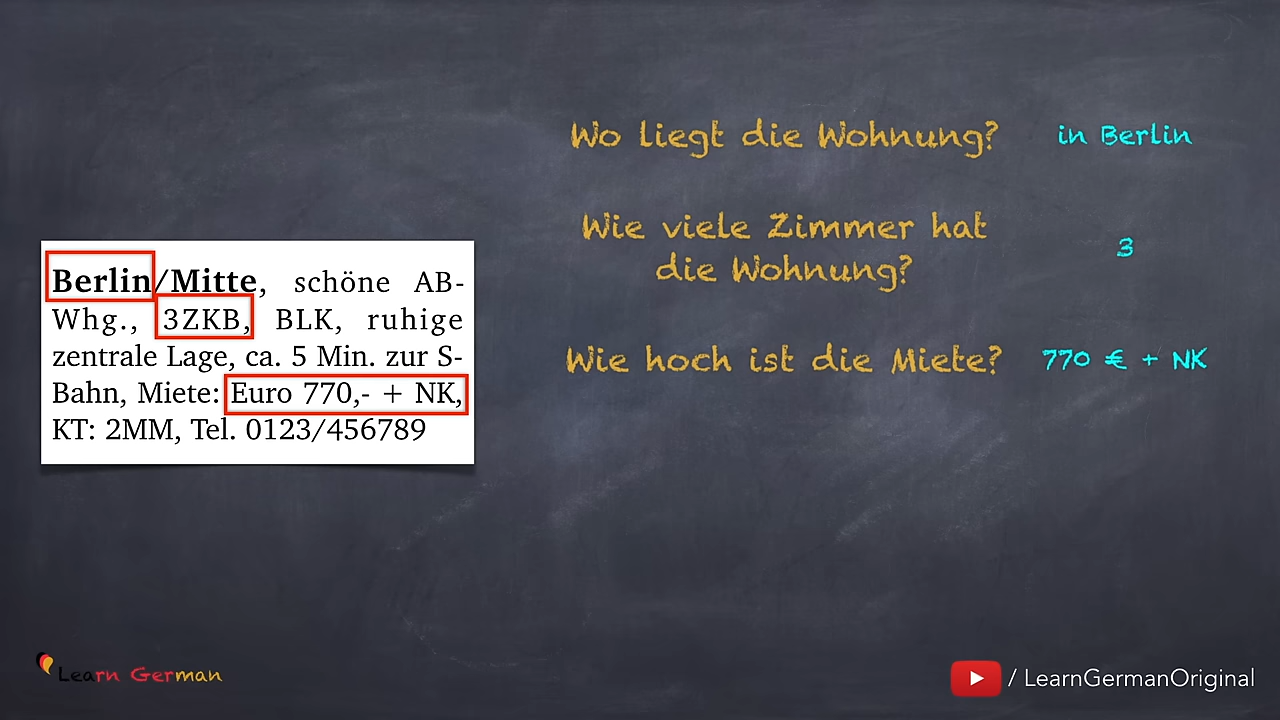 Berlin/Mitte, schöne AB-
Whg., 3ZKB, BLK, ruhige
zentrale Lage, ca. 5 Min. zur S-
Bahn, Miete: Euro 770,- + NK,
KT: 2MM, Tel. 0123/456789
Wo liegt die Wohnung? in Berlin
Wie viele Zimmer hat
die Wohnung? 3
Wie hoch ist die Miete? 770 € + NK
Learn German
/ LearnGermanOriginal